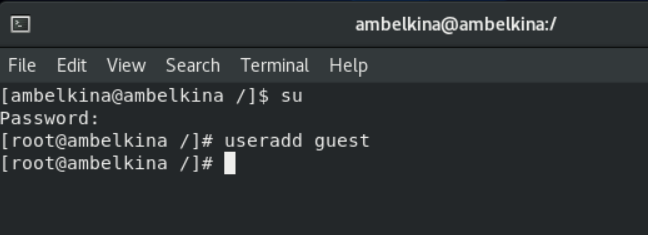 ambelkina@ambelkina:/
File Edit View Search Terminal Help
[ambelkina@ambelkina /]$ su
Password:
[root@ambelkina /]# useradd guest
[root@ambelkina /]#